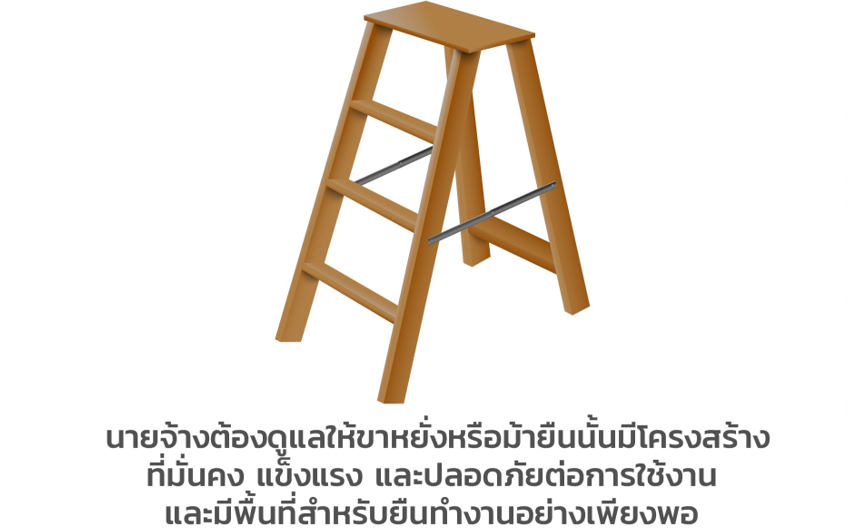 นายจ้างต้องดูแลให้ขาหยั่งหรือม้ายืนนั้นมีโครงสร้าง
ที่มั่นคง แข็งแรง และปลอดภัยต่อการใช้งาน
และมีพื้นที่สำหรับยืนทำงานอย่างเพียงพอ